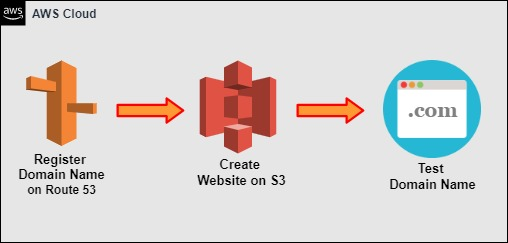 aws
AWS Cloud
.com
Register
Domain Name
on Route 53
Create
Website on S3
Test
Domain Name